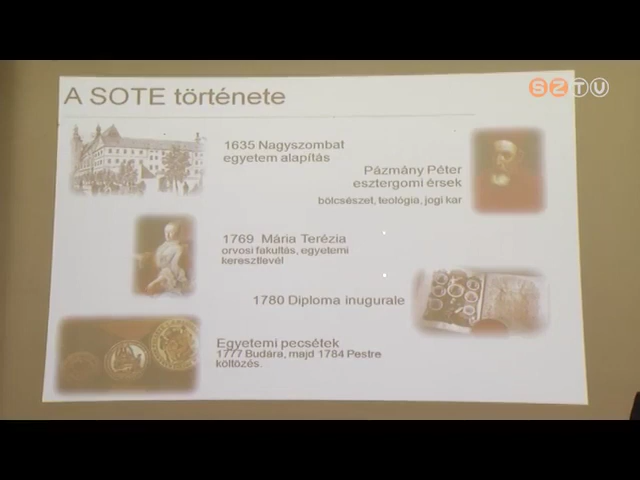 SZTV
A SOTE története
1635 Nagyszombat
egyetem alapítás
Pázmány Péter
esztergomi érsek
bölcsészet, teológia, jogi kar
1769 Mária Terézia
orvosi fakultás, egyetemi
keresztlevél
1780 Diploma inugurale
Egyetemi pecsétek
1777 Budára, majd 1784 Pestre
költözés.